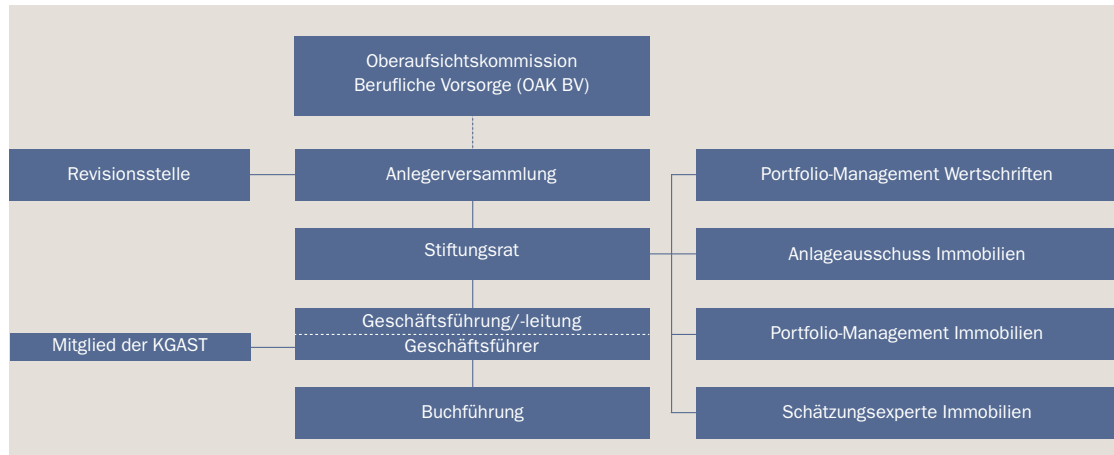 Oberaufsichtskommission
Berufliche Vorsorge (OAK BV)
Revisionsstelle
Anlegerversammlung
Portfolio-Management Wertschriften
Stiftungsrat
Anlageausschuss Immobilien
Geschäftsführung/-leitung
Geschäftsführer
Mitglied der KGAST
Portfolio-Management Immobilien
Buchführung
Schätzungsexperte Immobilien